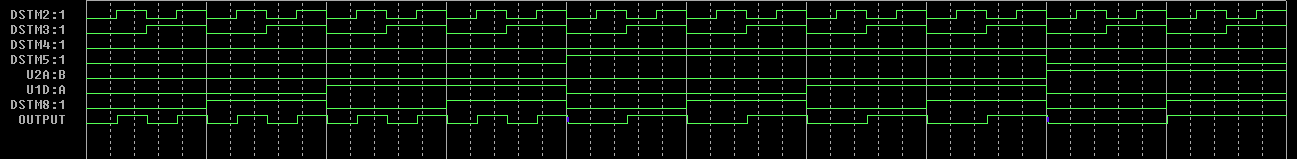 DSTM2:1
DSTM3:1
DSTM4:1
DSTM5:1
U2A:B
U1D:A
DSTM8:1
OUTPUT